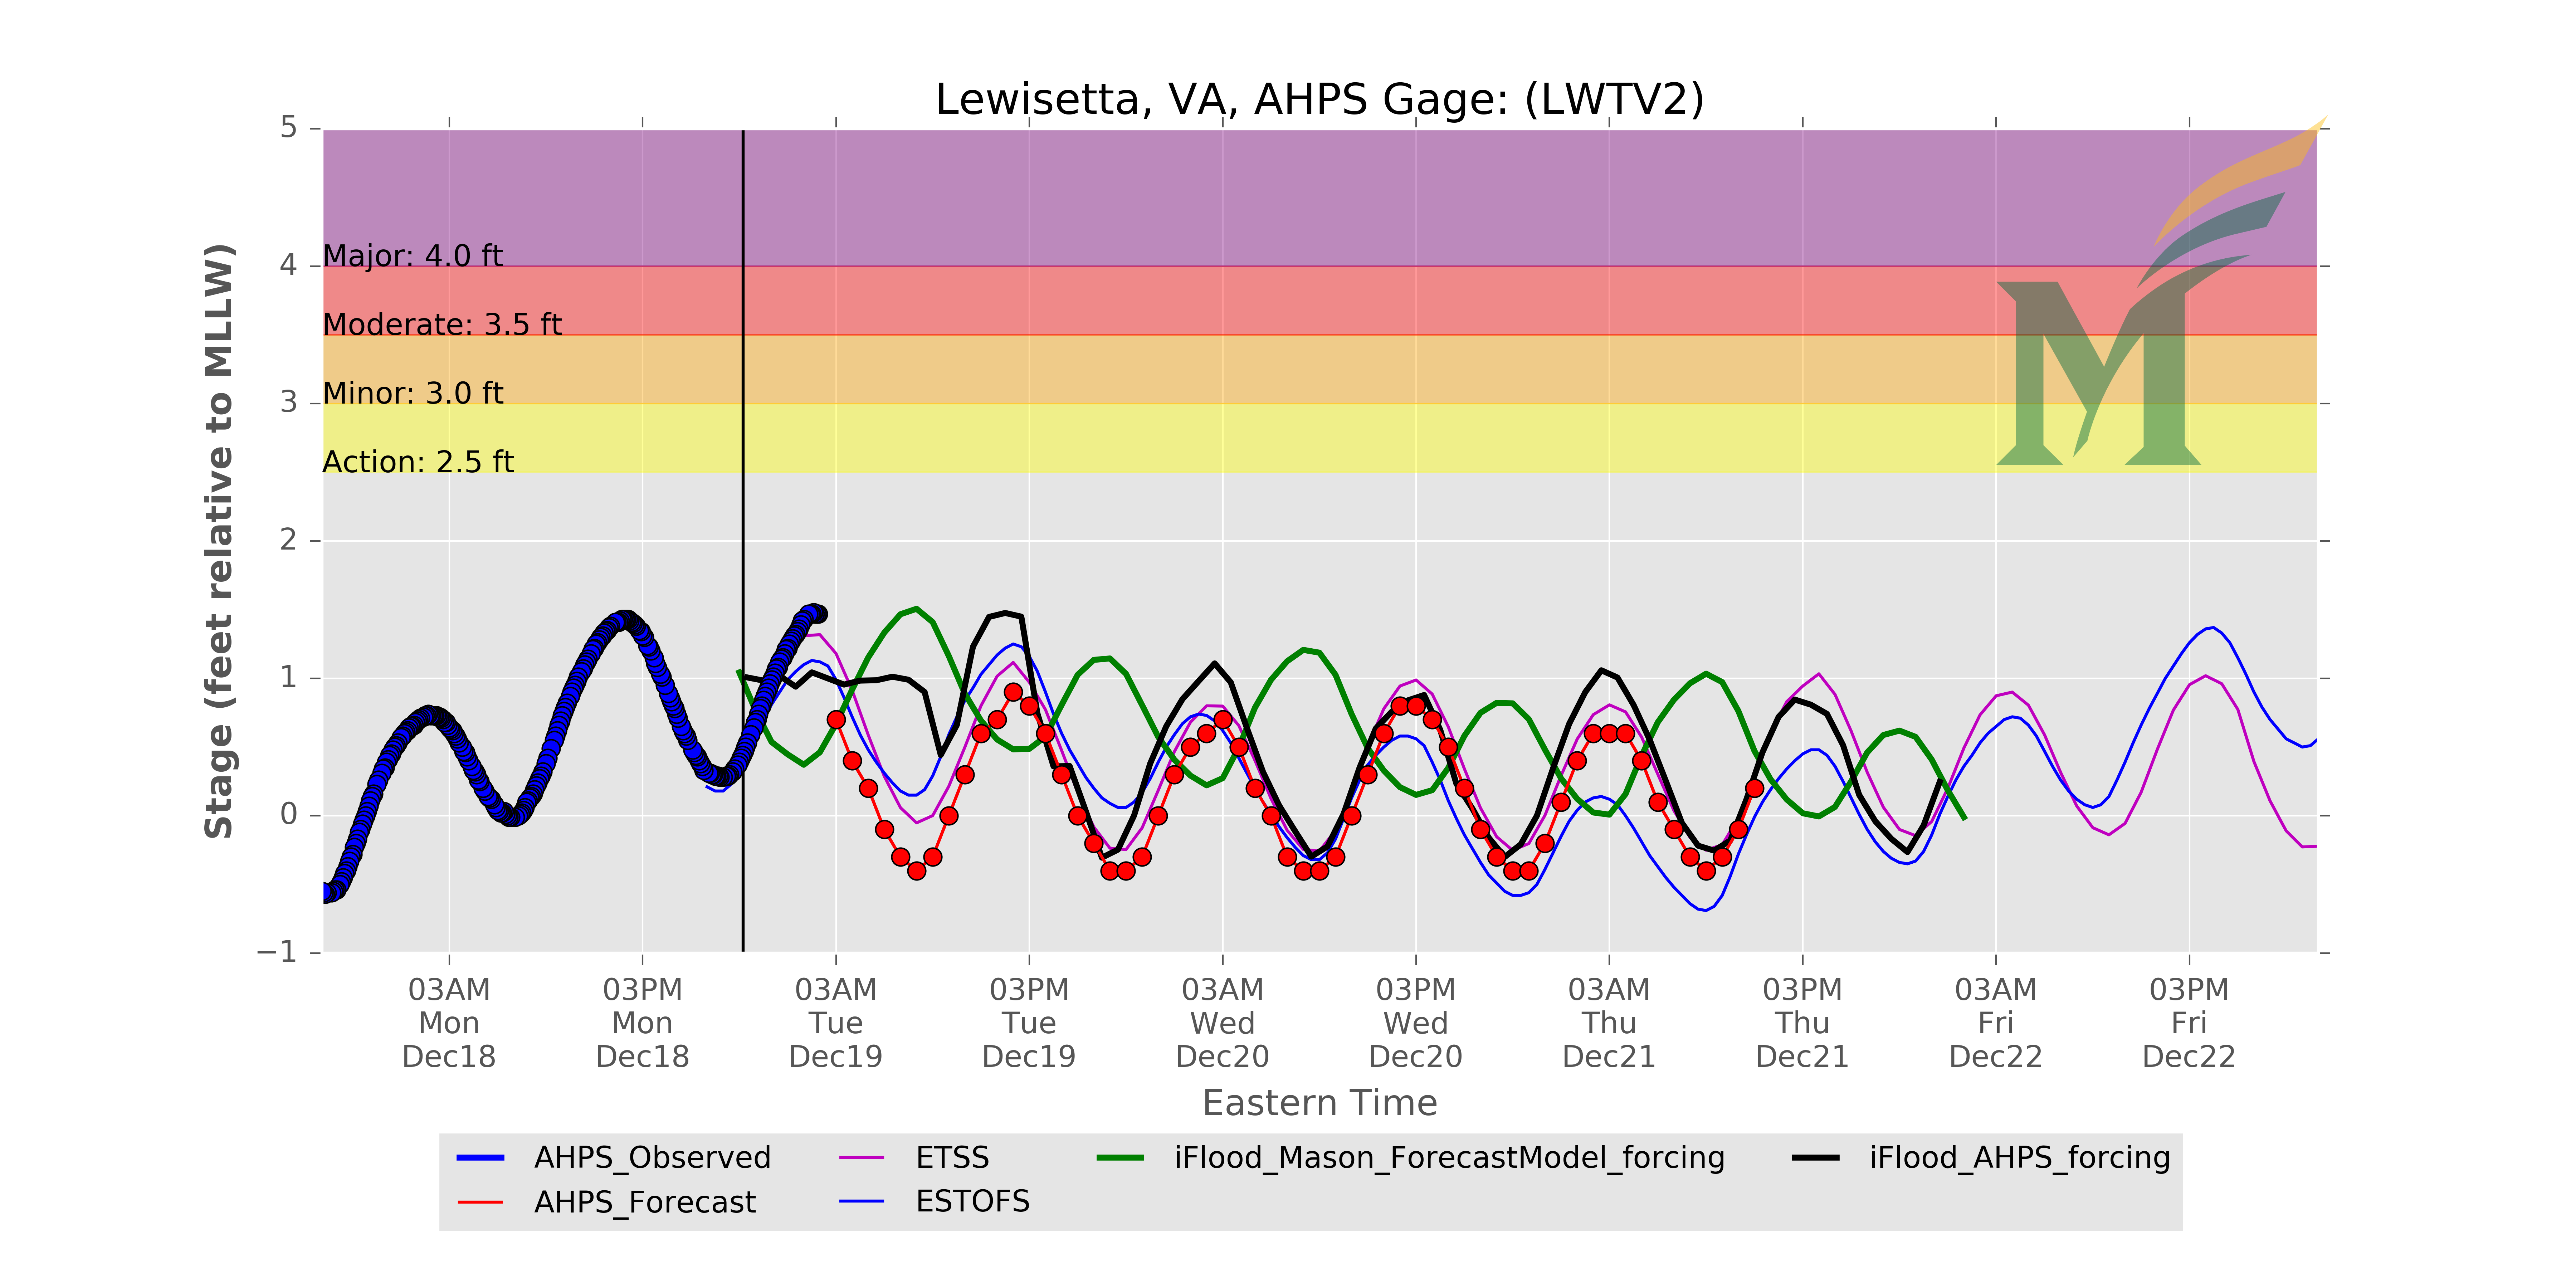 Lewisetta, VA, AHPS Gage: (LWTV2)
Stage (feet relative to MLLW)
5
4
3
2
1
0
−1
Major: 4.0 ft
Moderate: 3.5 ft
Minor: 3.0 ft
Action: 2.5 ft
M
03AM 03PM 03AM 03PM 03AM 03PM 03AM 03PM 03AM 03PM
Mon Mon Tue Tue Wed Wed Thu Thu Fri Fri
Dec18 Dec18 Dec19 Dec19 Dec20 Dec20 Dec21 Dec21 Dec22 Dec22
Eastern Time
AHPS_Observed ETSS iFlood_Mason_ForecastModel_forcing iFlood_AHPS_forcing
AHPS_Forecast ESTOFS